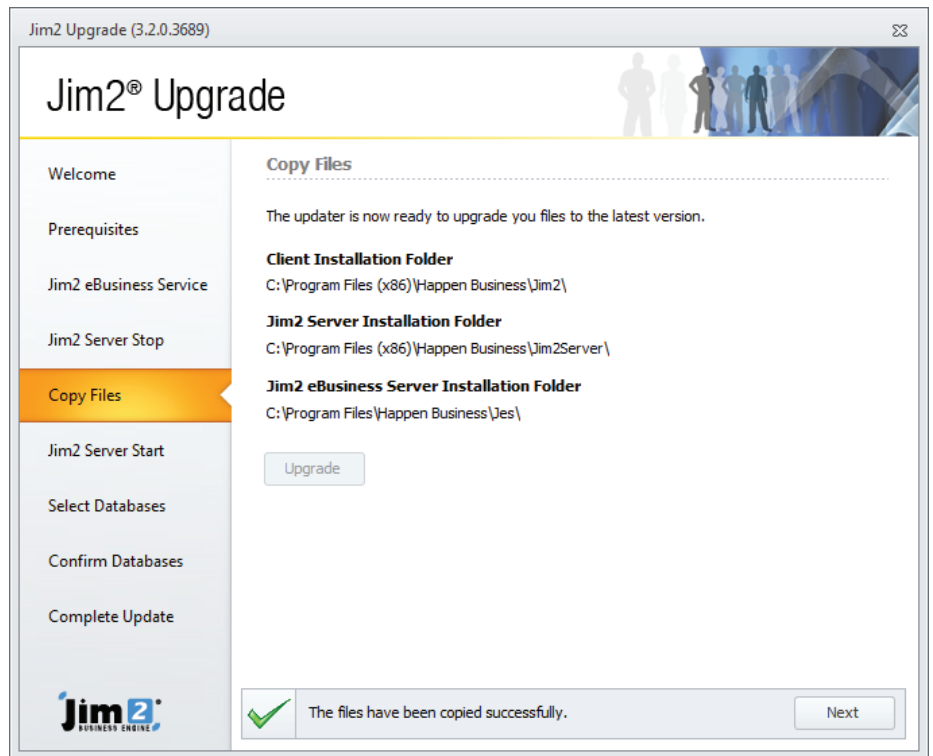 Jim2 Upgrade (3.2.0.3689)
Jim2® Upgrade
Welcome
Prerequisites
Jim2 eBusiness Service
Jim2 Server Stop
Copy Files
Jim2 Server Start
Select Databases
Confirm Databases
Complete Update
Jim2
BUSINESS ENGINE
Copy Files
The updater is now ready to upgrade you files to the latest version.
Client Installation Folder
C:\Program Files (x86)\Happen Business\Jim2\
Jim2 Server Installation Folder
C:\Program Files (x86)\Happen Business\Jim2Server\
Jim2 eBusiness Server Installation Folder
C:\Program Files\Happen Business\Jes\
Upgrade
The files have been copied successfully.
Next